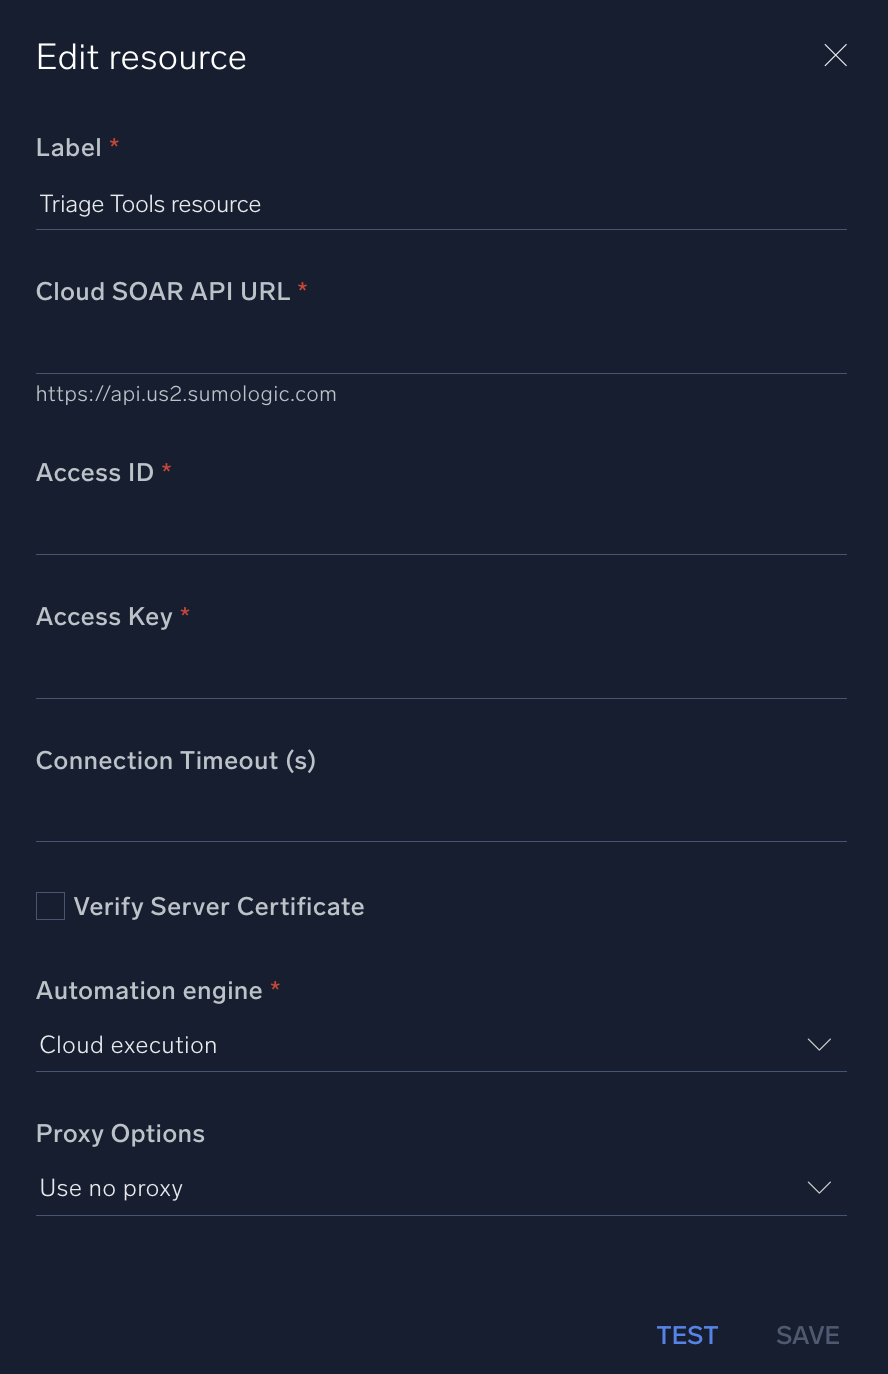 Edit resource
Label *
Triage Tools resource
Cloud SOAR API URL *
https://api.us2.sumologic.com
Access ID *
Access Key *
Connection Timeout (s)
Verify Server Certificate
Automation engine *
Cloud execution
Proxy Options
Use no proxy
TEST SAVE